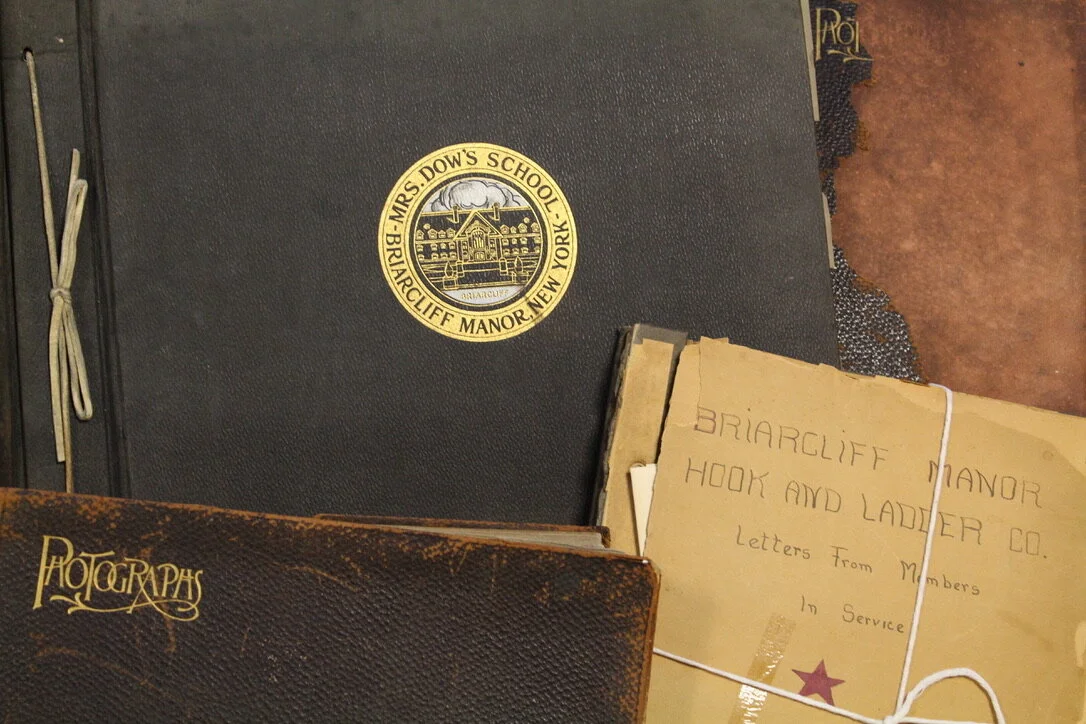 PHOTOGRAPHS
MRS. DOW'S SCHOOL
BRIARCLIFF MANOR, NEW YORK
BRIARCLIFF
BRIARCLIFF MANOR
HOOK AND LADDER CO.
Letters From Members
In Service
PHOTOGRAPHS